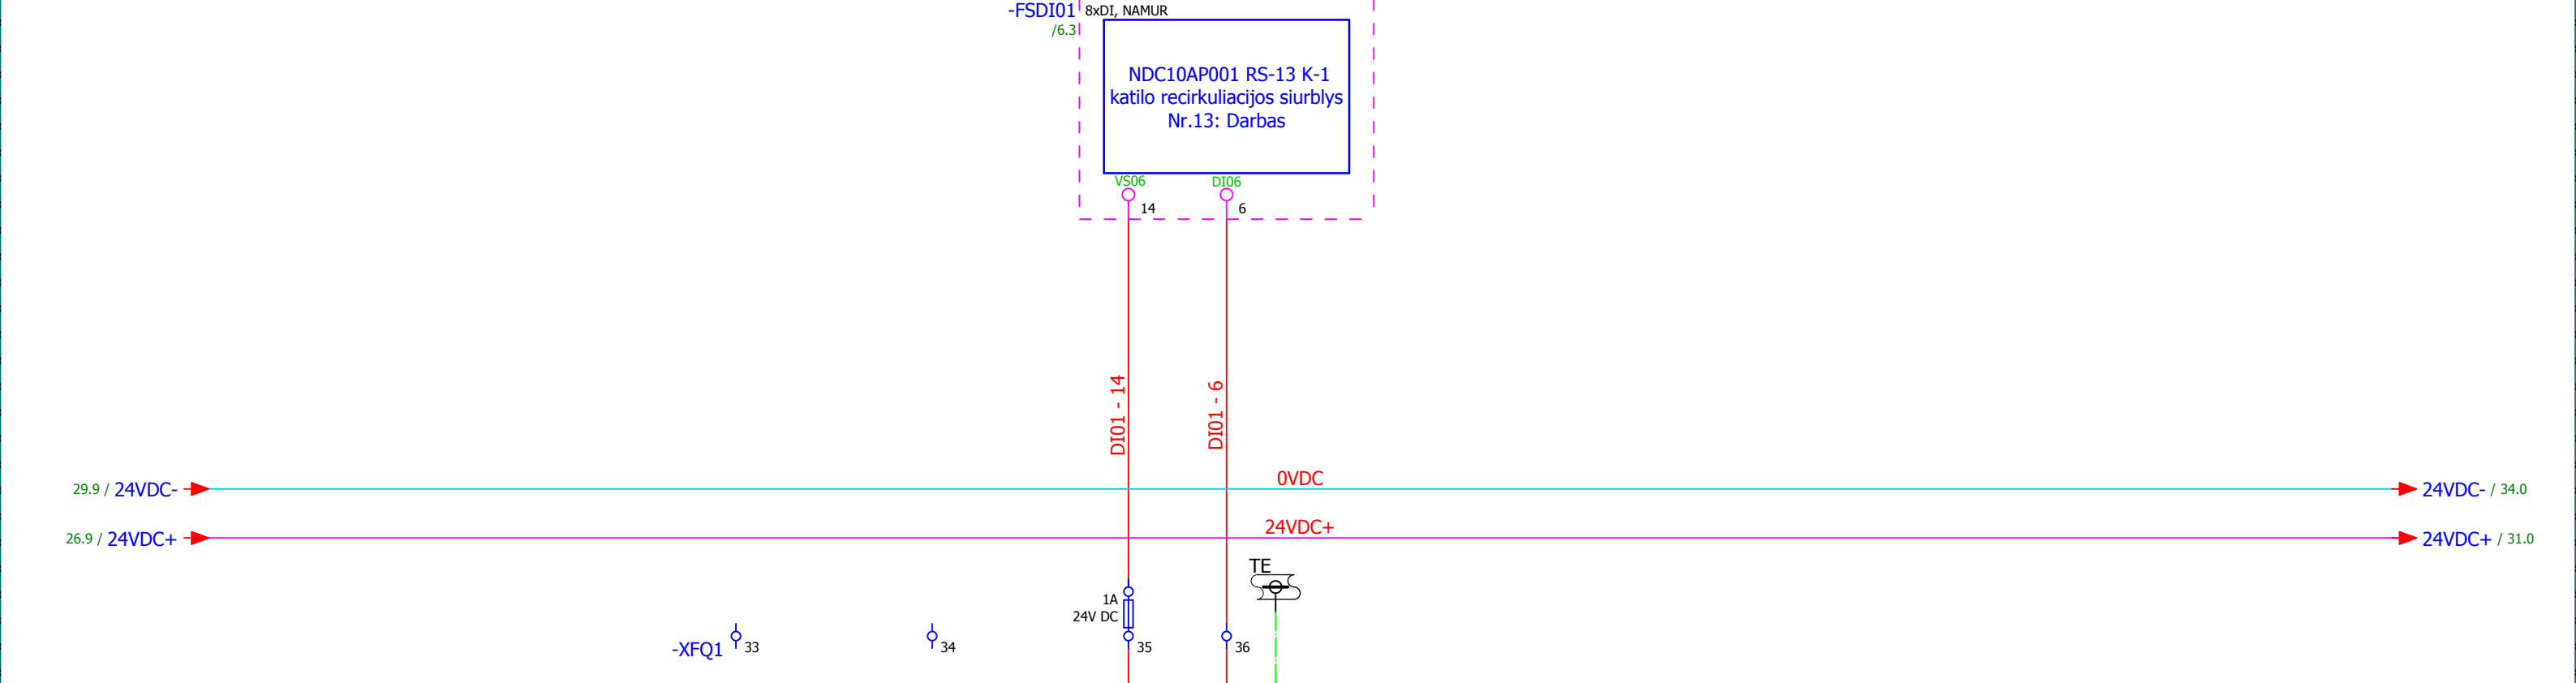 -FSDI01 8xDI, NAMUR
/6.3
NDC10AP001 RS-13 K-1
katilo recirkuliacijos siurblys
Nr.13: Darbas
VS06 DI06
14 6
DI01 - 14
DI01 - 6
0VDC
29.9 / 24VDC- 24VDC- / 34.0
24VDC+
26.9 / 24VDC+ 24VDC+ / 31.0
TE
1A
24V DC
-XFQ1 33 34 35 36